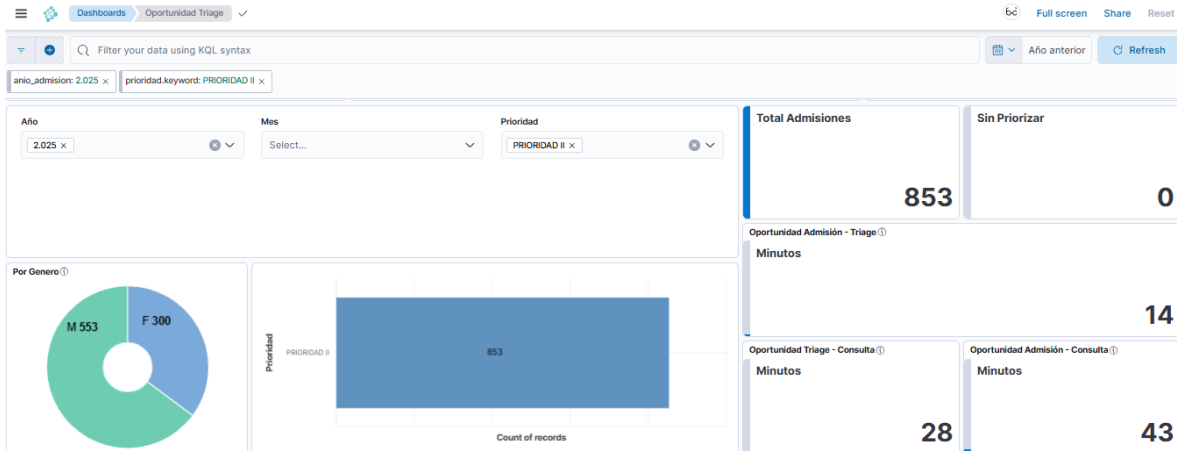 Dashboards Oportunidad Triage Full screen Share Reset
Filter your data using KQL syntax Año anterior Refresh
anio_admision: 2.025 × prioridad.keyword: PRIORIDAD II ×
Año Mes Prioridad
2.025 × Select... PRIORIDAD II ×
Total Admisiones
853
Sin Priorizar
0
Oportunidad Admisión - Triage
Minutos
14
Por Genero
M 553
F 300
Prioridad
PRIORIDAD II
853
Count of records
Oportunidad Triage - Consulta
Minutos
28
Oportunidad Admisión - Consulta
Minutos
43